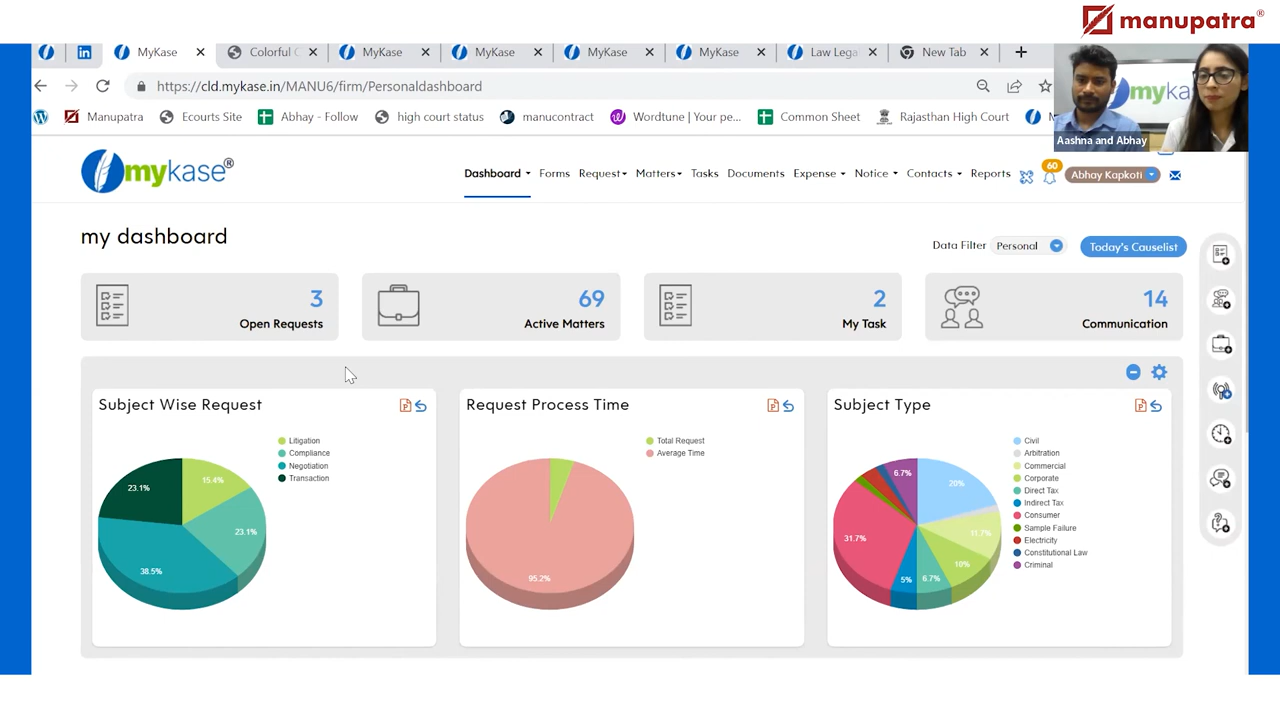 manupatra®
MyKase
Colorful C
MyKase
MyKase
MyKase
MyKase
Law Lega
New Tab
https://cld.mykase.in/MANU6/firm/Personaldashboard
Manupatra
Ecourts Site
Abhay - Follow
high court status
manucontract
Wordtune | Your pe...
Common Sheet
Rajasthan High Court
myka
Aashna and Abhay
mykase®
Dashboard
Forms
Request
Matters
Tasks
Documents
Expense
Notice
Contacts
Reports
60
Abhay Kapkoti
my dashboard
Data Filter
Personal
Today's Causelist
3
Open Requests
69
Active Matters
2
My Task
14
Communication
Subject Wise Request
Litigation
Compliance
Negotiation
Transaction
23.1%
15.4%
23.1%
38.5%
Request Process Time
Total Request
Average Time
95.2%
Subject Type
Civil
Arbitration
Commercial
Corporate
Direct Tax
Indirect Tax
Consumer
Sample Failure
Electricity
Constitutional Law
Criminal
6.7%
20%
11.7%
31.7%
10%
5%
6.7%